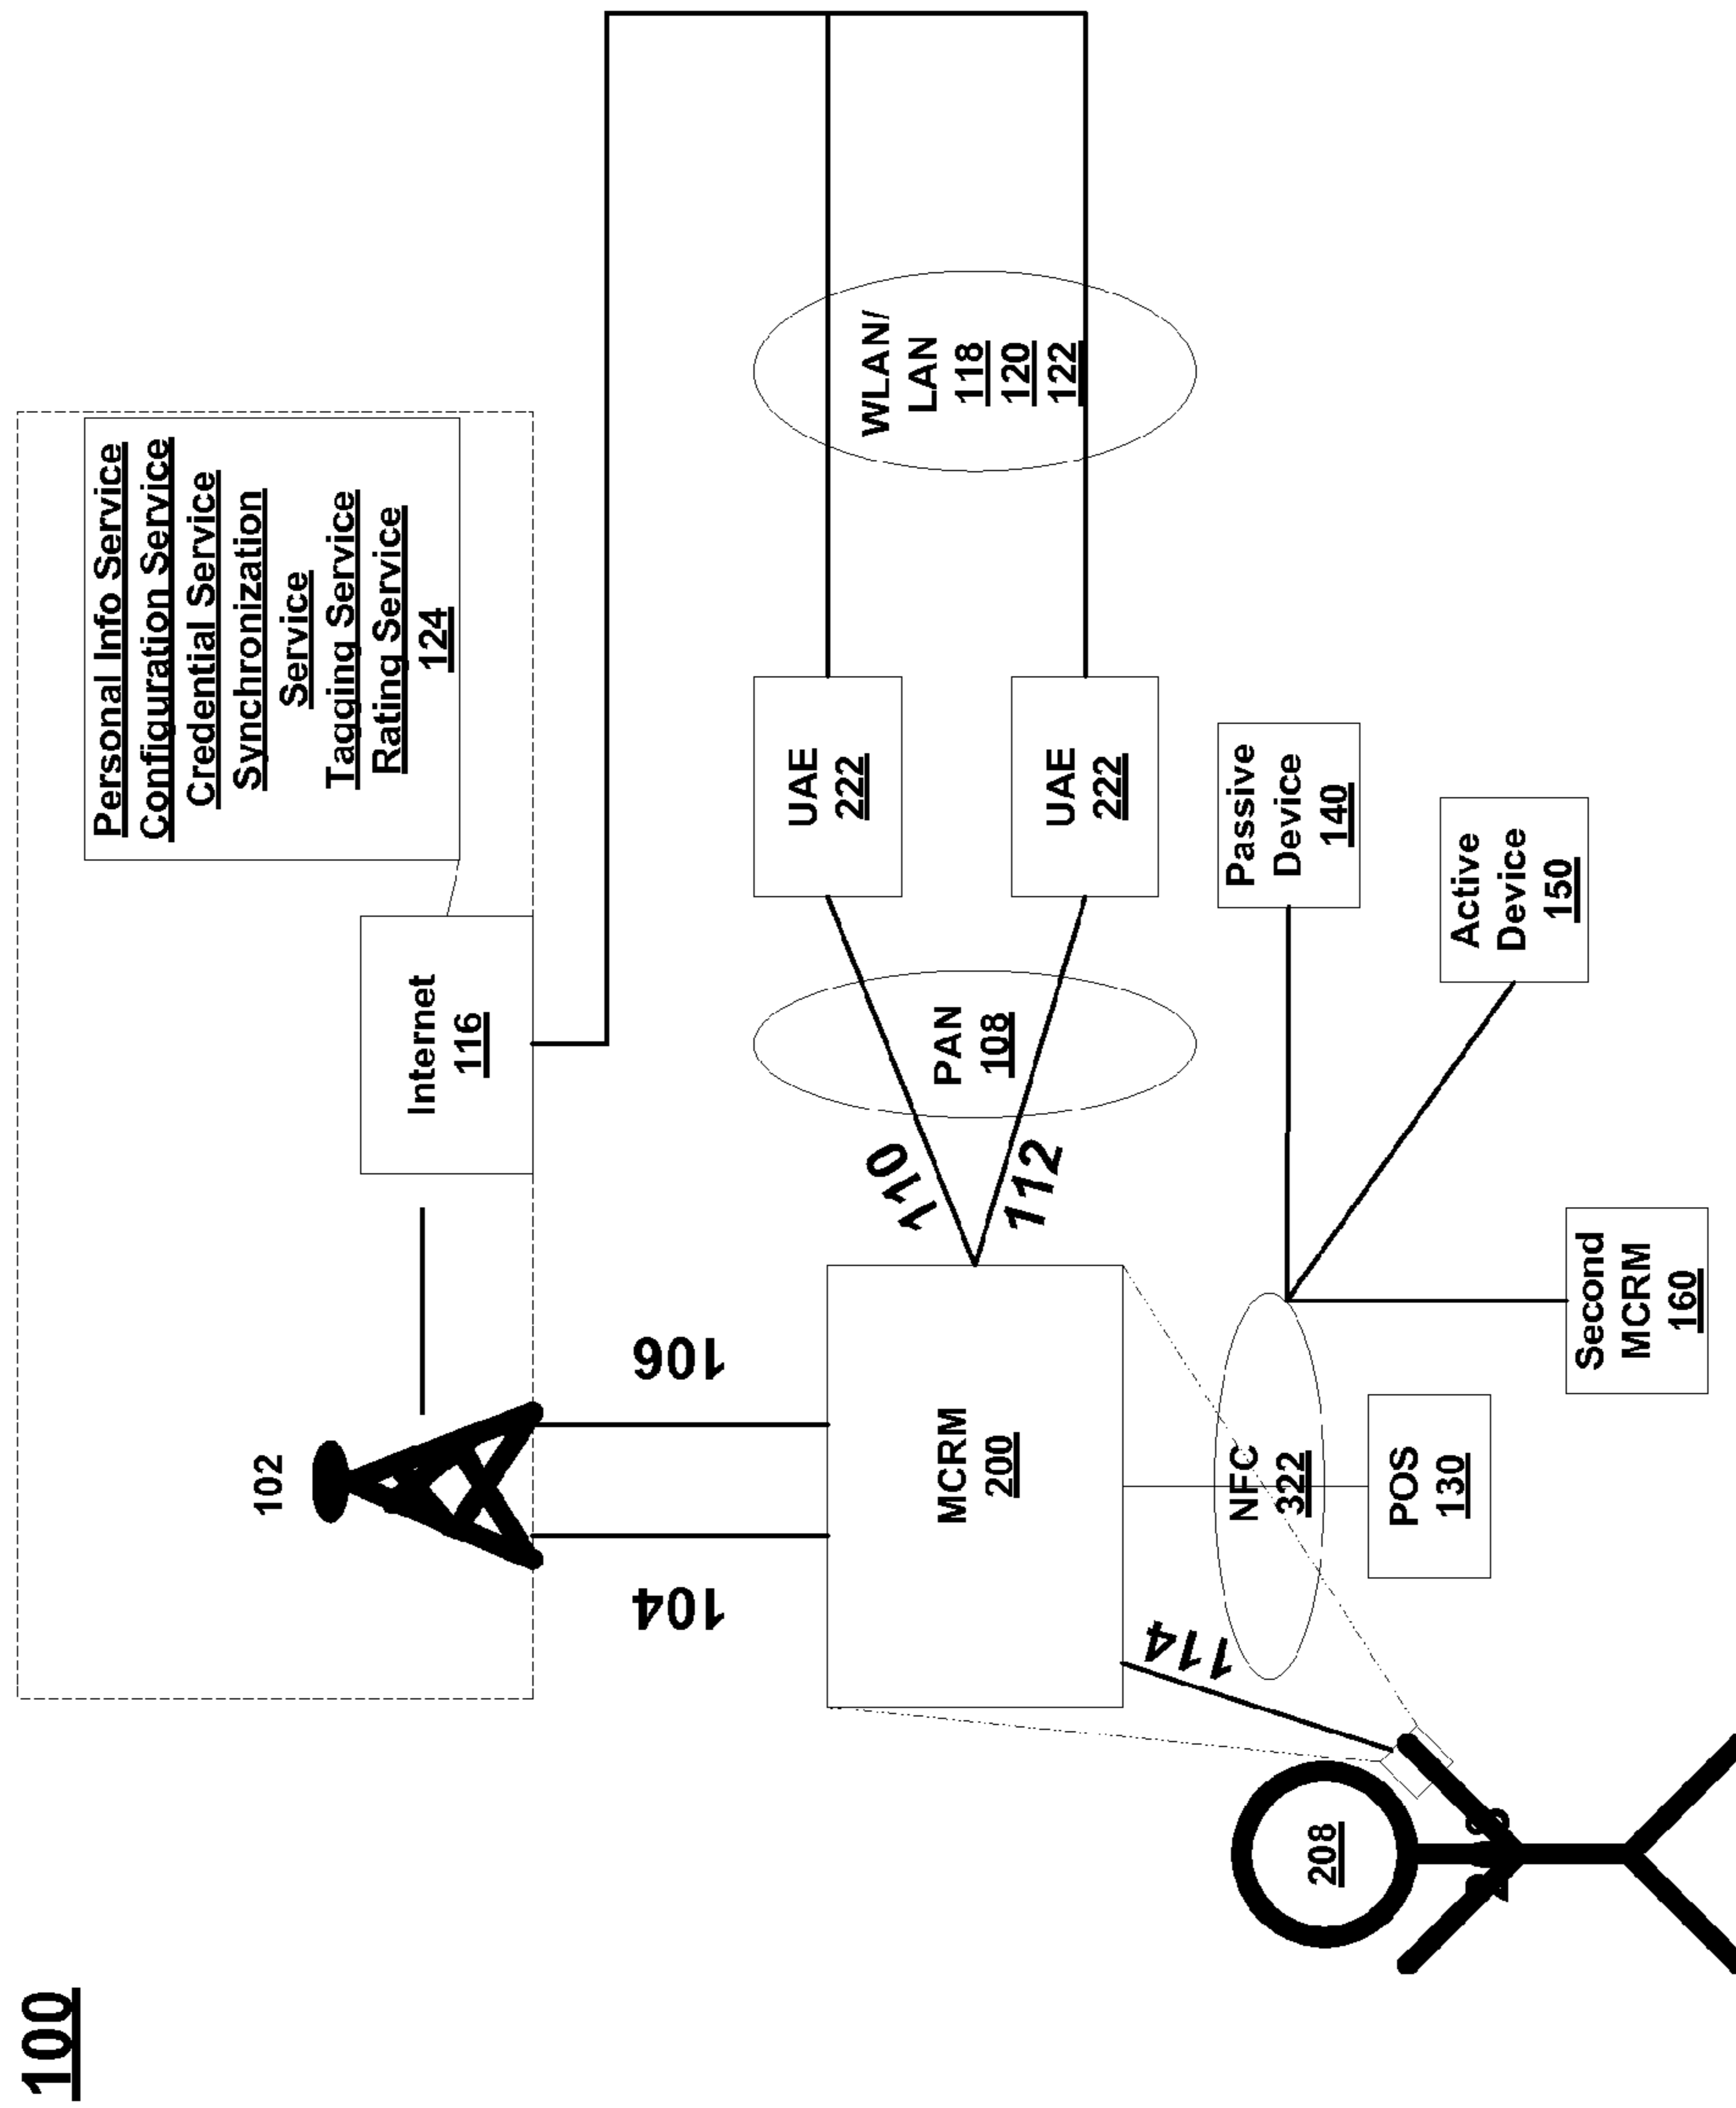 100
Personal Info Service
Configuration Service
Credential Service
Synchronization
Service
Tagging Service
Rating Service
124
102
Internet
116
104
106
MCRM
200
110
112
PAN
108
UAE
222
UAE
222
WLAN/
LAN
118
120
122
114
208
NFC
322
POS
130
Second
MCRM
160
Passive
Device
140
Active
Device
150